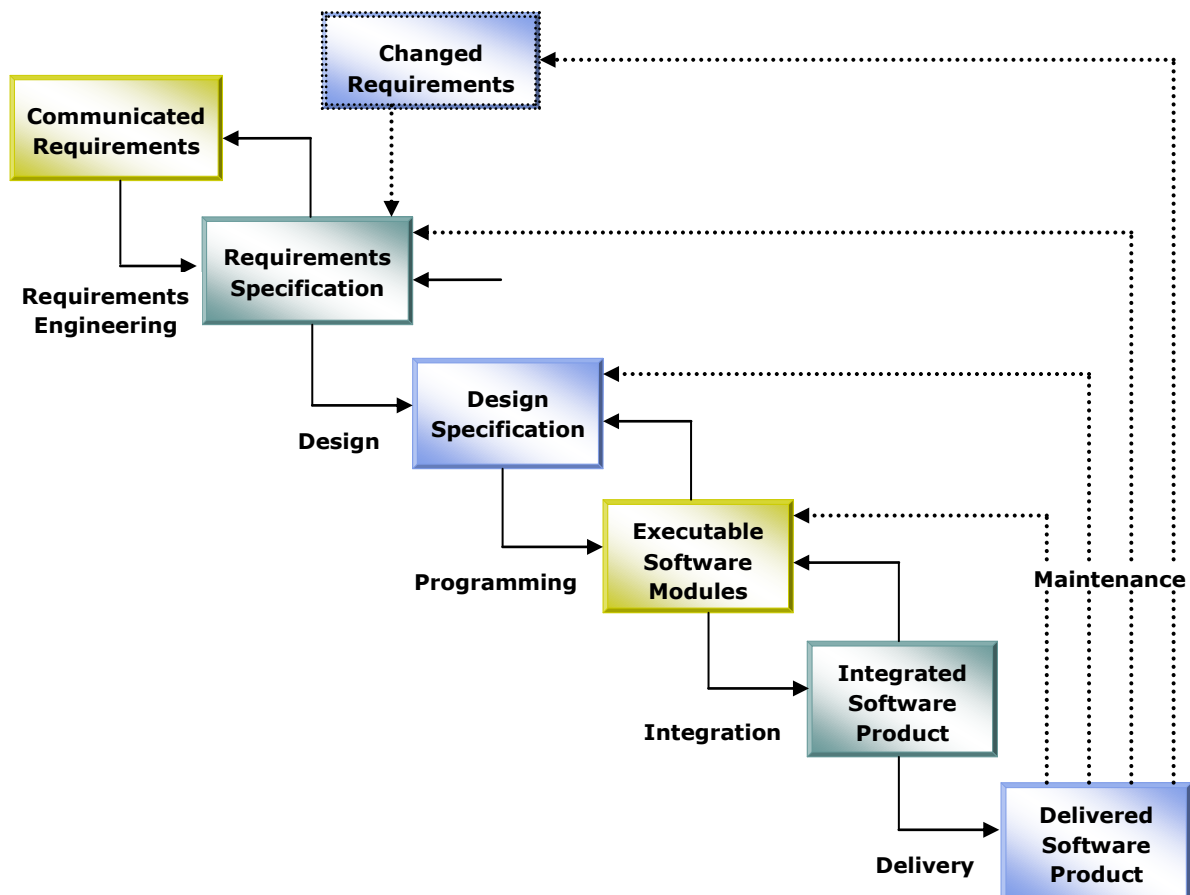 Changed
Requirements
Communicated
Requirements
Requirements
Specification
Requirements
Engineering
Design
Specification
Design
Executable
Software
Modules
Programming
Maintenance
Integrated
Software
Product
Integration
Delivered
Software
Product
Delivery